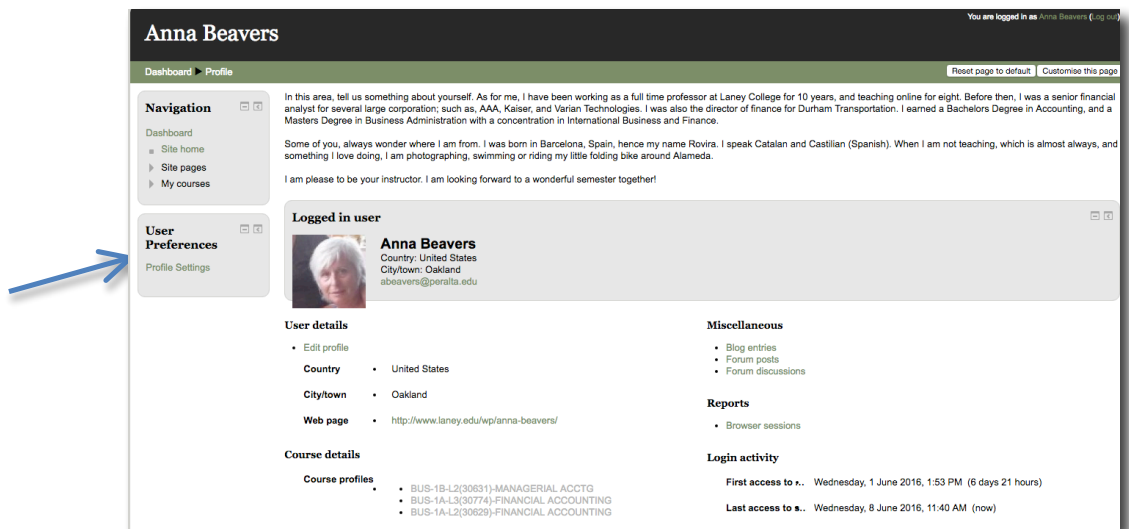 You are logged in as Anna Beavers (Log out)
Anna Beavers
Dashboard ▶ Profile
Reset page to default
Customise this page
Navigation
Dashboard
Site home
Site pages
My courses
User
Preferences
Profile Settings
In this area, tell us something about yourself. As for me, I have been working as a full time professor at Laney College for 10 years, and teaching online for eight. Before then, I was a senior financial
analyst for several large corporation; such as, AAA, Kaiser, and Varian Technologies. I was also the director of finance for Durham Transportation. I earned a Bachelors Degree in Accounting, and a
Masters Degree in Business Administration with a concentration in International Business and Finance.
Some of you, always wonder where I am from. I was born in Barcelona, Spain, hence my name Rovira. I speak Catalan and Castilian (Spanish). When I am not teaching, which is almost always, and
something I love doing, I am photographing, swimming or riding my little folding bike around Alameda.
I am please to be your instructor. I am looking forward to a wonderful semester together!
Logged in user
Anna Beavers
Country: United States
City/town: Oakland
abeavers@peralta.edu
User details
• Edit profile
Country • United States
City/town • Oakland
Web page • http://www.laney.edu/wp/anna-beavers/
Course details
Course profiles
• BUS-1B-L2(30631)-MANAGERIAL ACCTG
• BUS-1A-L3(30774)-FINANCIAL ACCOUNTING
• BUS-1A-L2(30629)-FINANCIAL ACCOUNTING
Miscellaneous
• Blog entries
• Forum posts
• Forum discussions
Reports
• Browser sessions
Login activity
First access to s.. Wednesday, 1 June 2016, 1:53 PM (6 days 21 hours)
Last access to s.. Wednesday, 8 June 2016, 11:40 AM (now)